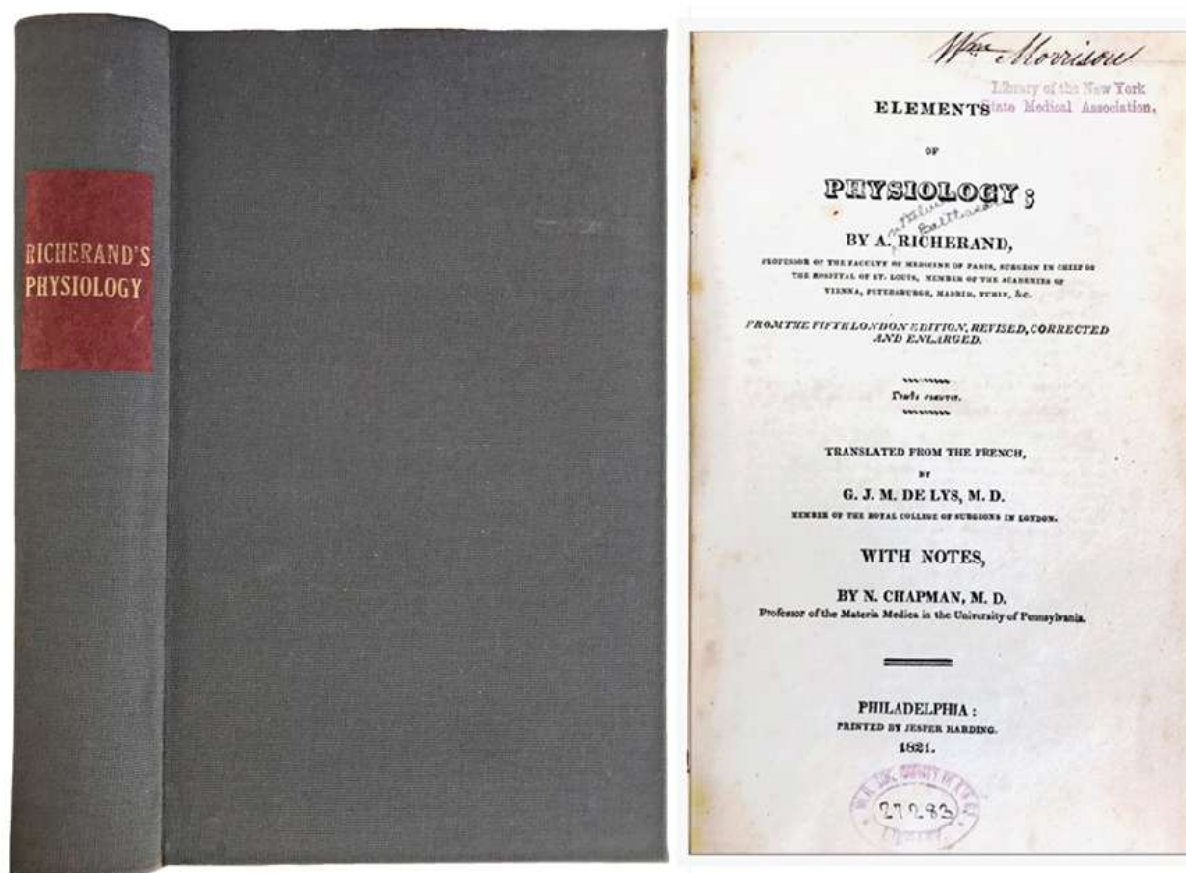 RICHERAND'S
PHYSIOLOGY
Wm Morrison
Library of the New York
State Medical Association.
ELEMENTS
OF
PHYSIOLOGY;
Balthasar
BY A. RICHERAND,
PROFESSOR OF THE FACULTY OF MEDICINE OF PARIS, SURGEON IN CHIEF OF
THE HOSPITAL OF ST. LOUIS, MEMBER OF THE ACADEMIES OF
VIENNA, PETERSBURGH, MADRID, TURIN, &c.
FROM THE FIFTH LONDON EDITION, REVISED, CORRECTED
AND ENLARGED.
TRANSLATED FROM THE FRENCH,
BY
G. J. M. DE LYS, M. D.
MEMBER OF THE ROYAL COLLEGE OF SURGEONS IN LONDON.
WITH NOTES,
BY N. CHAPMAN, M. D.
Professor of the Materia Medica in the University of Pennsylvania.
PHILADELPHIA:
PRINTED BY JESPER HARDING.
1821.
27283